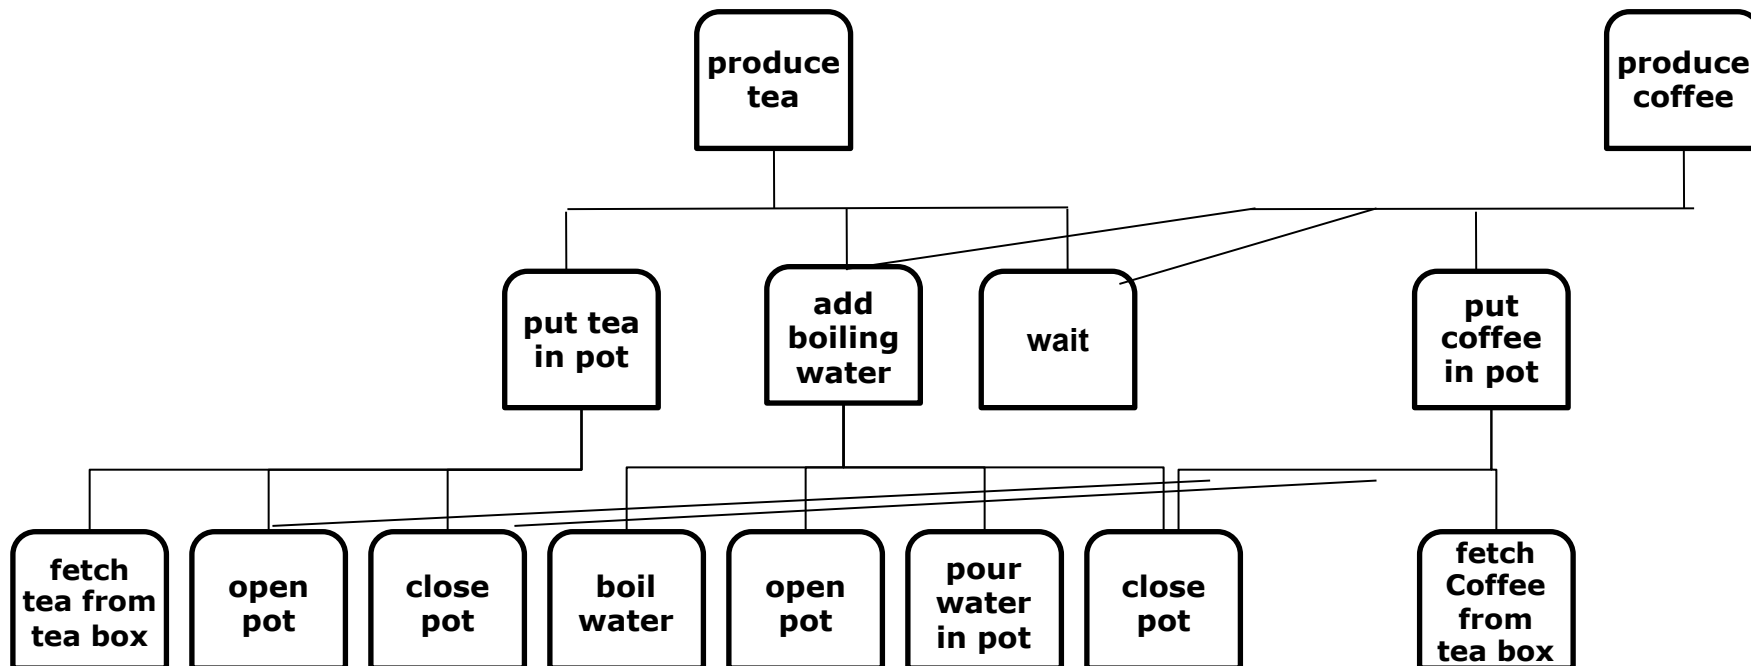 produce
tea
produce
coffee
put tea
in pot
add
boiling
water
wait
put
coffee
in pot
fetch
tea from
tea box
open
pot
close
pot
boil
water
open
pot
pour
water
in pot
close
pot
fetch
Coffee
from
tea box